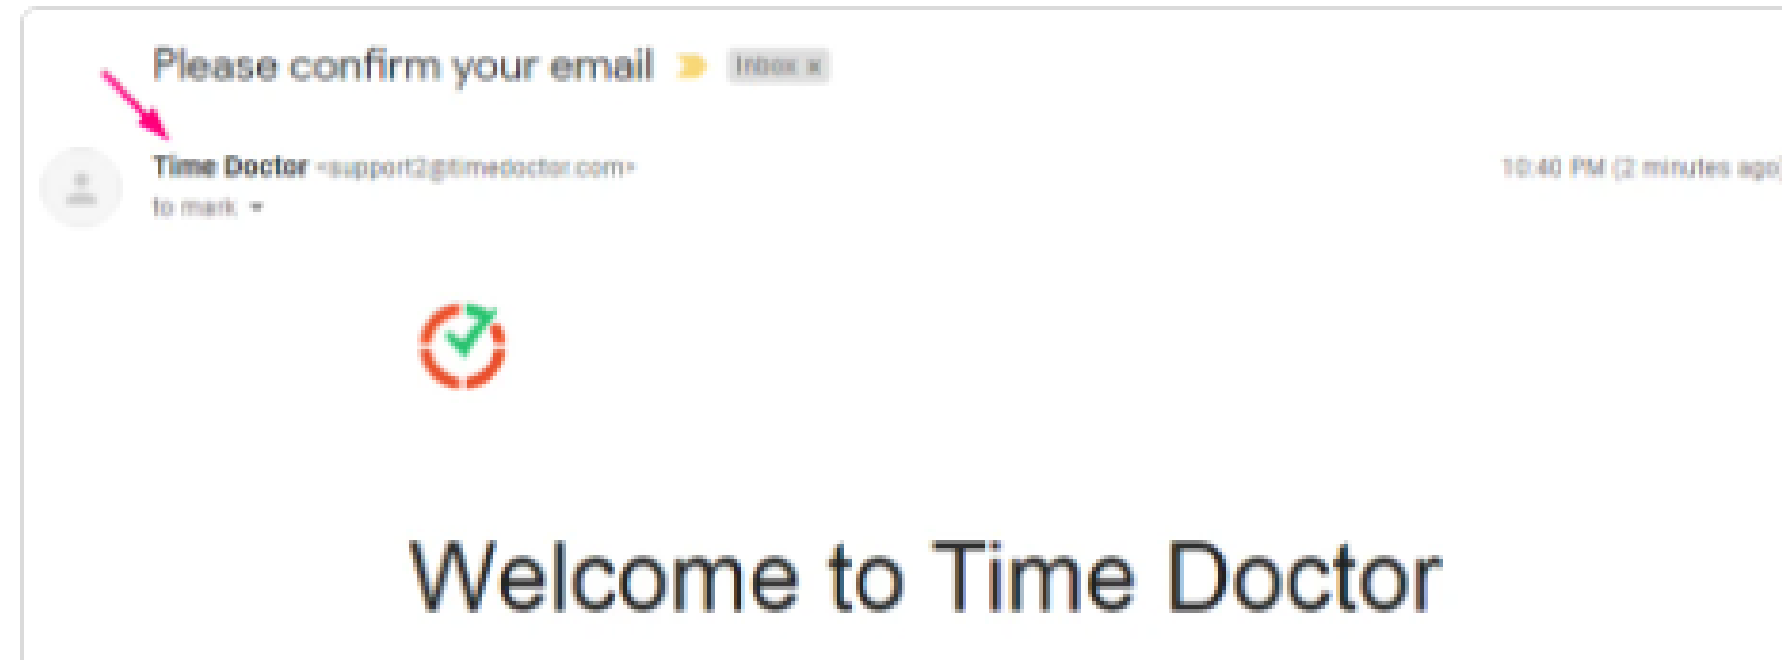 Please confirm your email Inbox x
Time Doctor <support2@timedoctor.com> 10:40 PM (2 minutes ago)
to mark
Welcome to Time Doctor